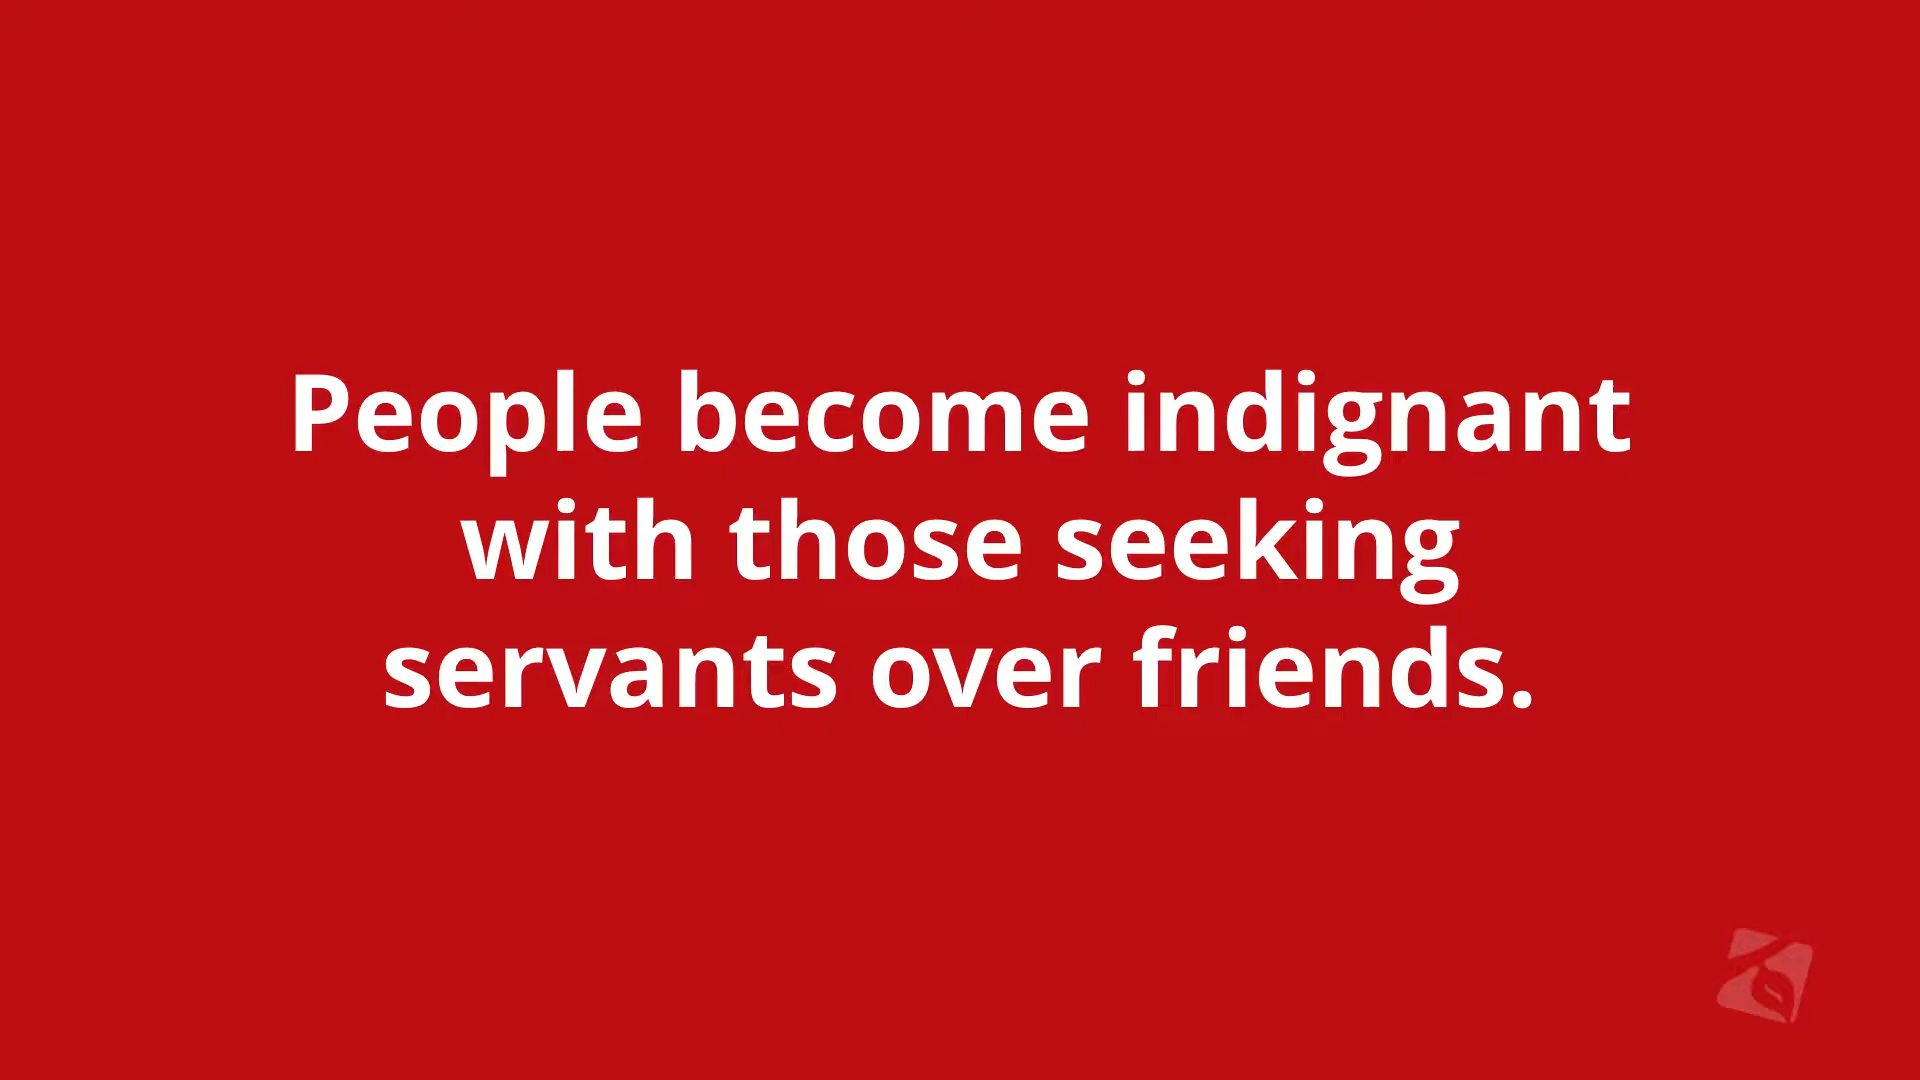 People become indignant
with those seeking
servants over friends.